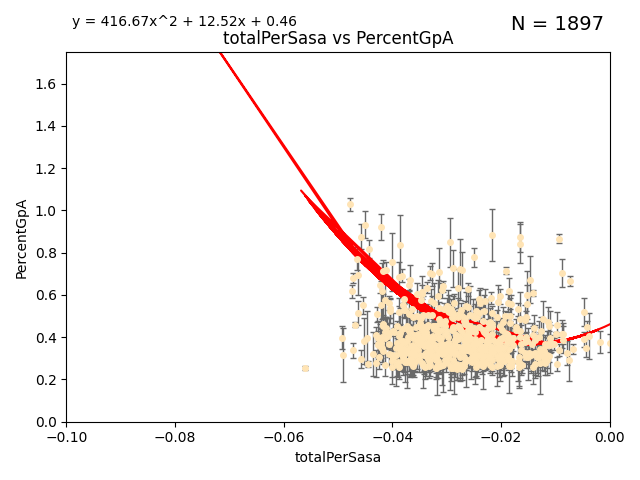 y = 416.67x^2 + 12.52x + 0.46
N = 1897
totalPerSasa vs PercentGpA
PercentGpA
1.6
1.4
1.2
1.0
0.8
0.6
0.4
0.2
0.0
−0.10 −0.08 −0.06 −0.04 −0.02 0.00
totalPerSasa